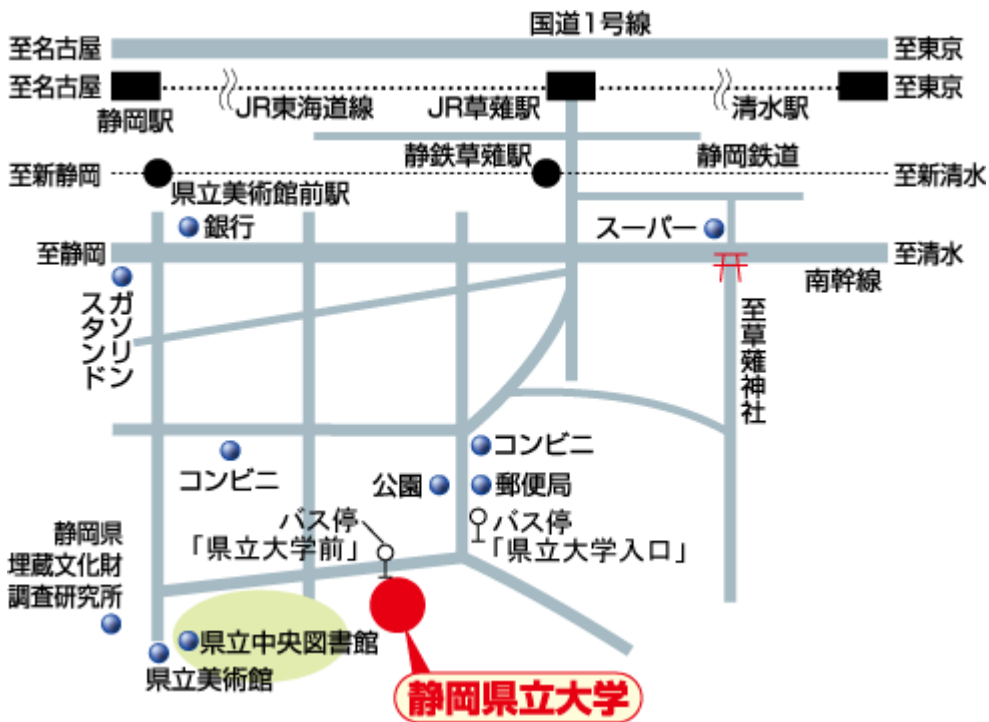 国道1号線
至名古屋
至東京
至名古屋
至東京
静岡駅
JR東海道線
JR草薙駅
清水駅
静鉄草薙駅
静岡鉄道
至新静岡
至新清水
県立美術館前駅
銀行
スーパー
至静岡
至清水
南幹線
ガソリン
スタンド
至草薙神社
コンビニ
コンビニ
公園
郵便局
バス停
「県立大学前」
バス停
「県立大学入口」
静岡県
埋蔵文化財
調査研究所
県立中央図書館
県立美術館
静岡県立大学